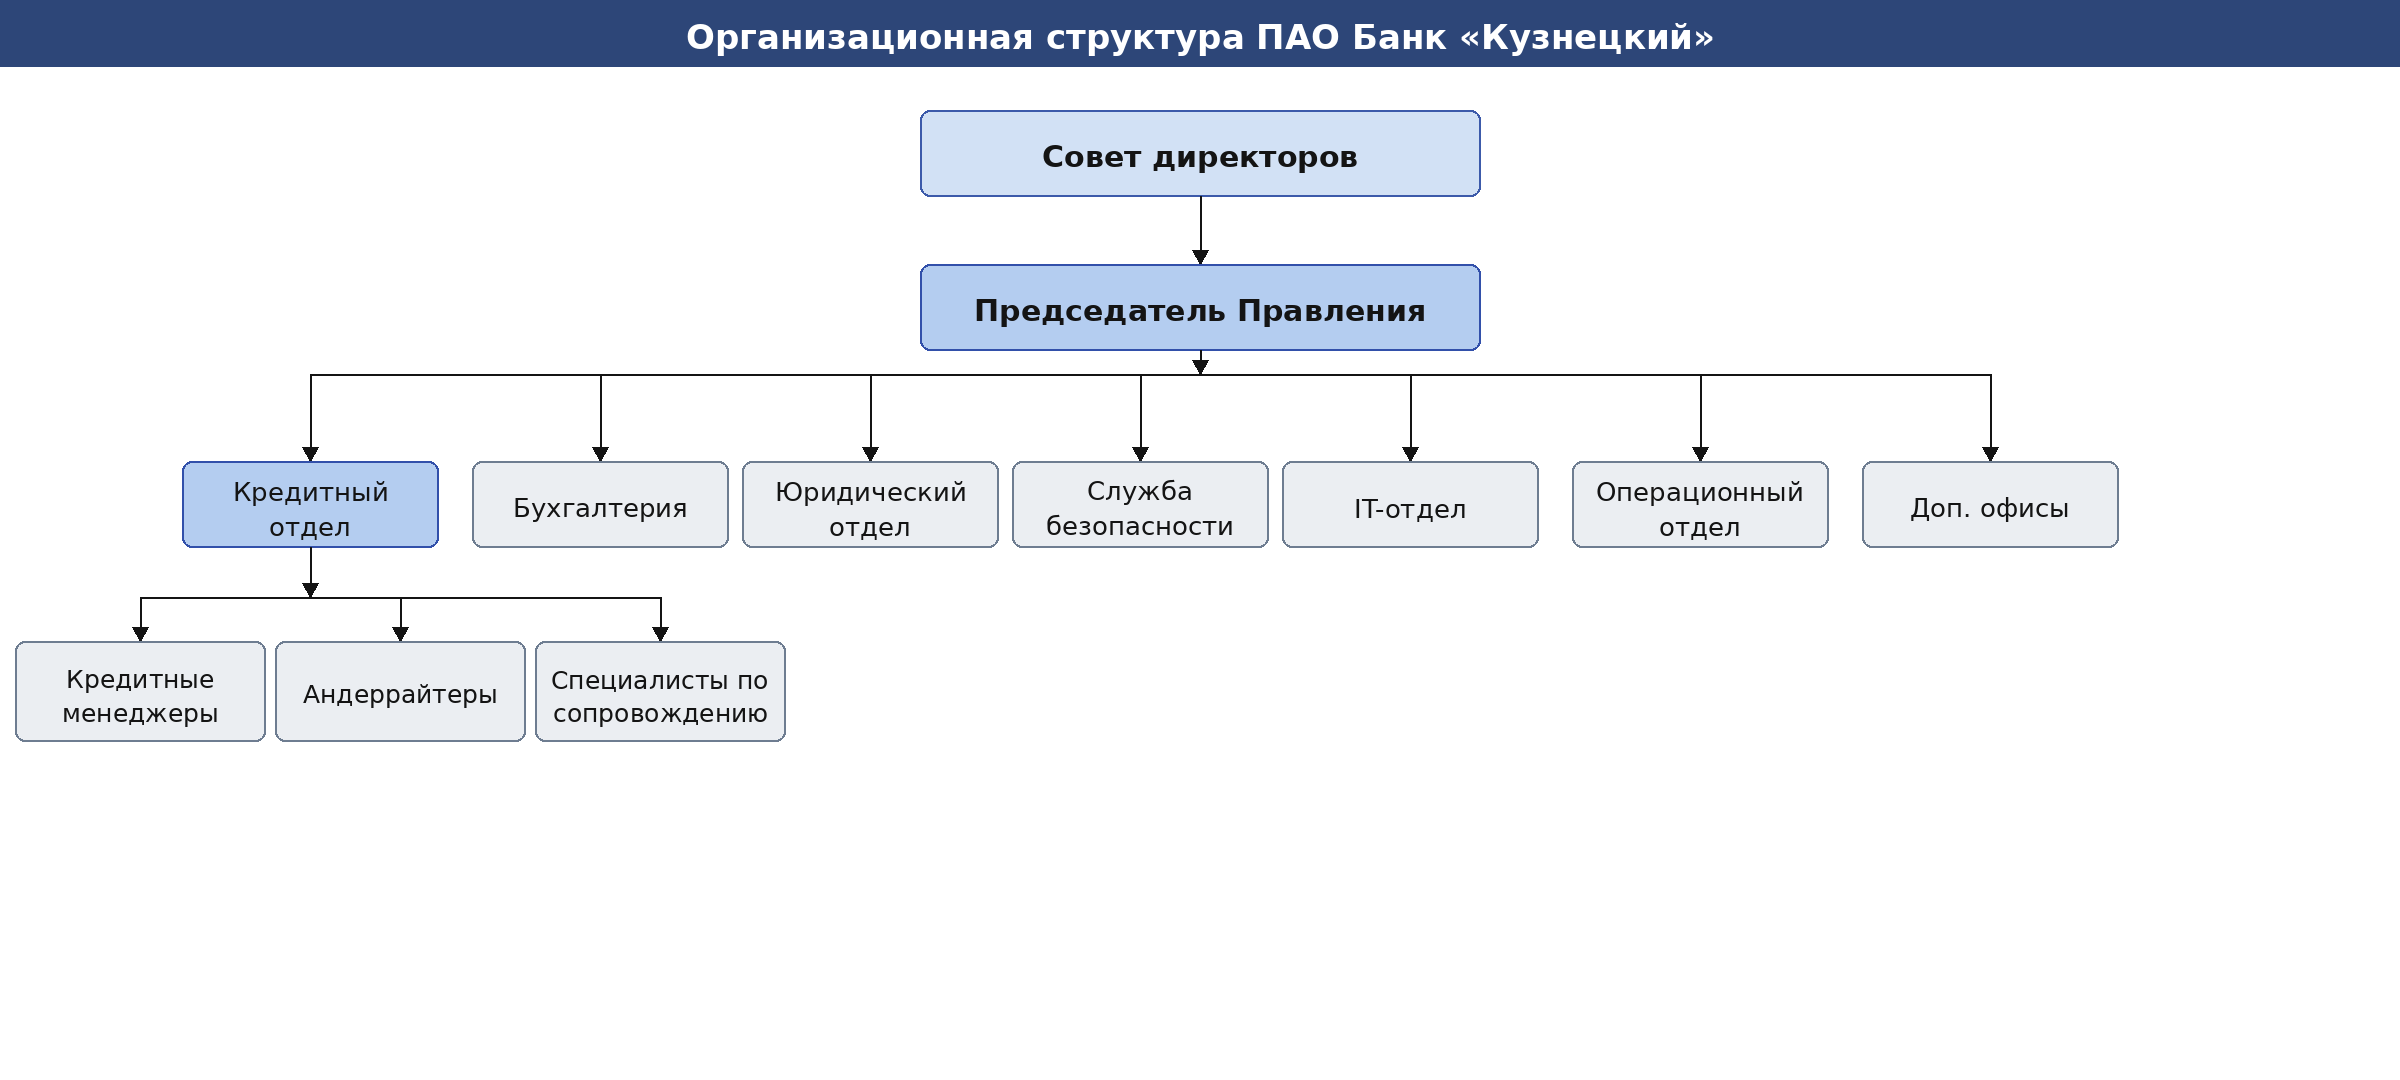 Организационная структура ПАО Банк «Кузнецкий»
Совет директоров
Председатель Правления
Кредитный
отдел
Бухгалтерия
Юридический
отдел
Служба
безопасности
IT-отдел
Операционный
отдел
Доп. офисы
Кредитные
менеджеры
Андеррайтеры
Специалисты по
сопровождению